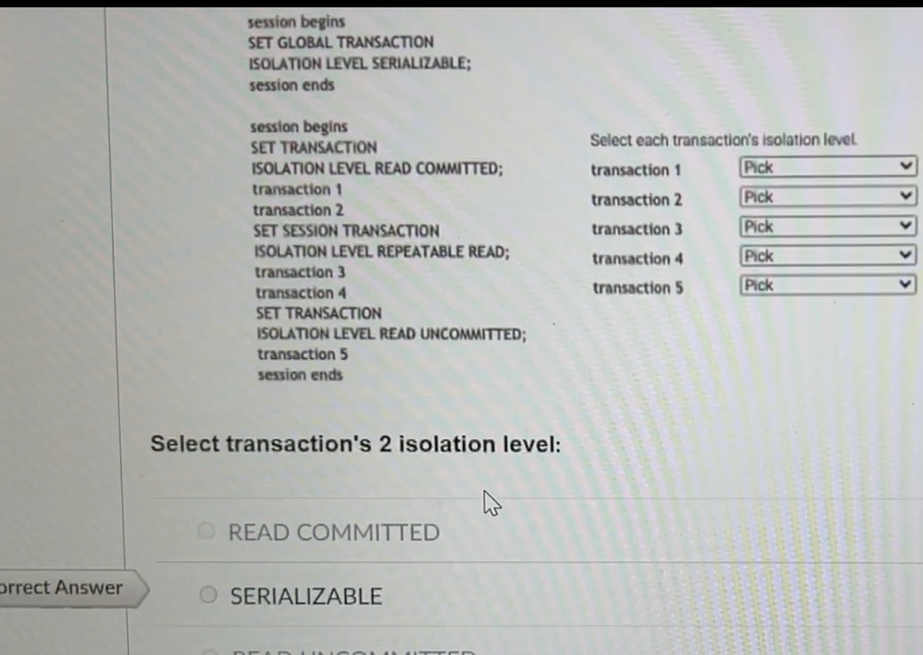 session begins
SET GLOBAL TRANSACTION
ISOLATION LEVEL SERIALIZABLE;
session ends
session begins
SET TRANSACTION
ISOLATION LEVEL READ COMMITTED;
transaction 1
transaction 2
SET SESSION TRANSACTION
ISOLATION LEVEL REPEATABLE READ;
transaction 3
transaction 4
SET TRANSACTION
ISOLATION LEVEL READ UNCOMMITTED;
transaction 5
session ends
Select each transaction's isolation level.
transaction 1 Pick
transaction 2 Pick
transaction 3 Pick
transaction 4 Pick
transaction 5 Pick
Select transaction's 2 isolation level:
READ COMMITTED
orrect Answer
SERIALIZABLE
READ UNCOMMITTED